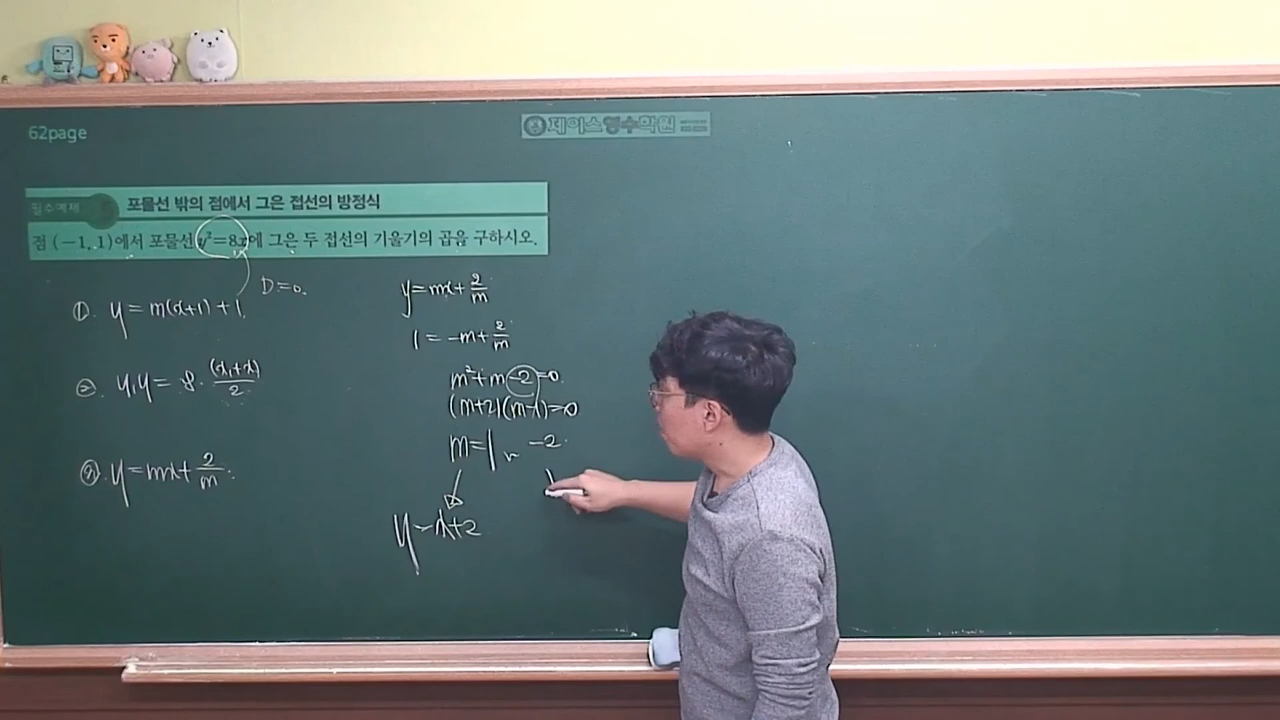 62page
제이스영수학원
필수예제
포물선 밖의 점에서 그은 접선의 방정식
점 (−1, 1)에서 포물선 y²=8x에 그은 두 접선의 기울기의 곱을 구하시오.
D=0.
① y=m(x+1)+1
② y₁y=8·(x₁+x)/2
③ y=mx+2/m
y=mx+2/m
1=-m+2/m
m²+m-2=0
(m+2)(m-1)=0
m=1 or -2
y=x+2